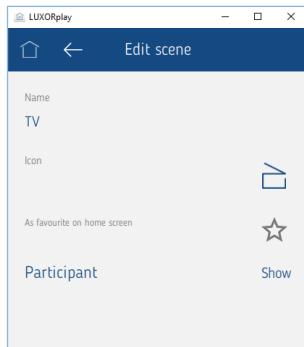 LUXORplay
Edit scene
Name
TV
Icon
As favourite on home screen
Participant Show